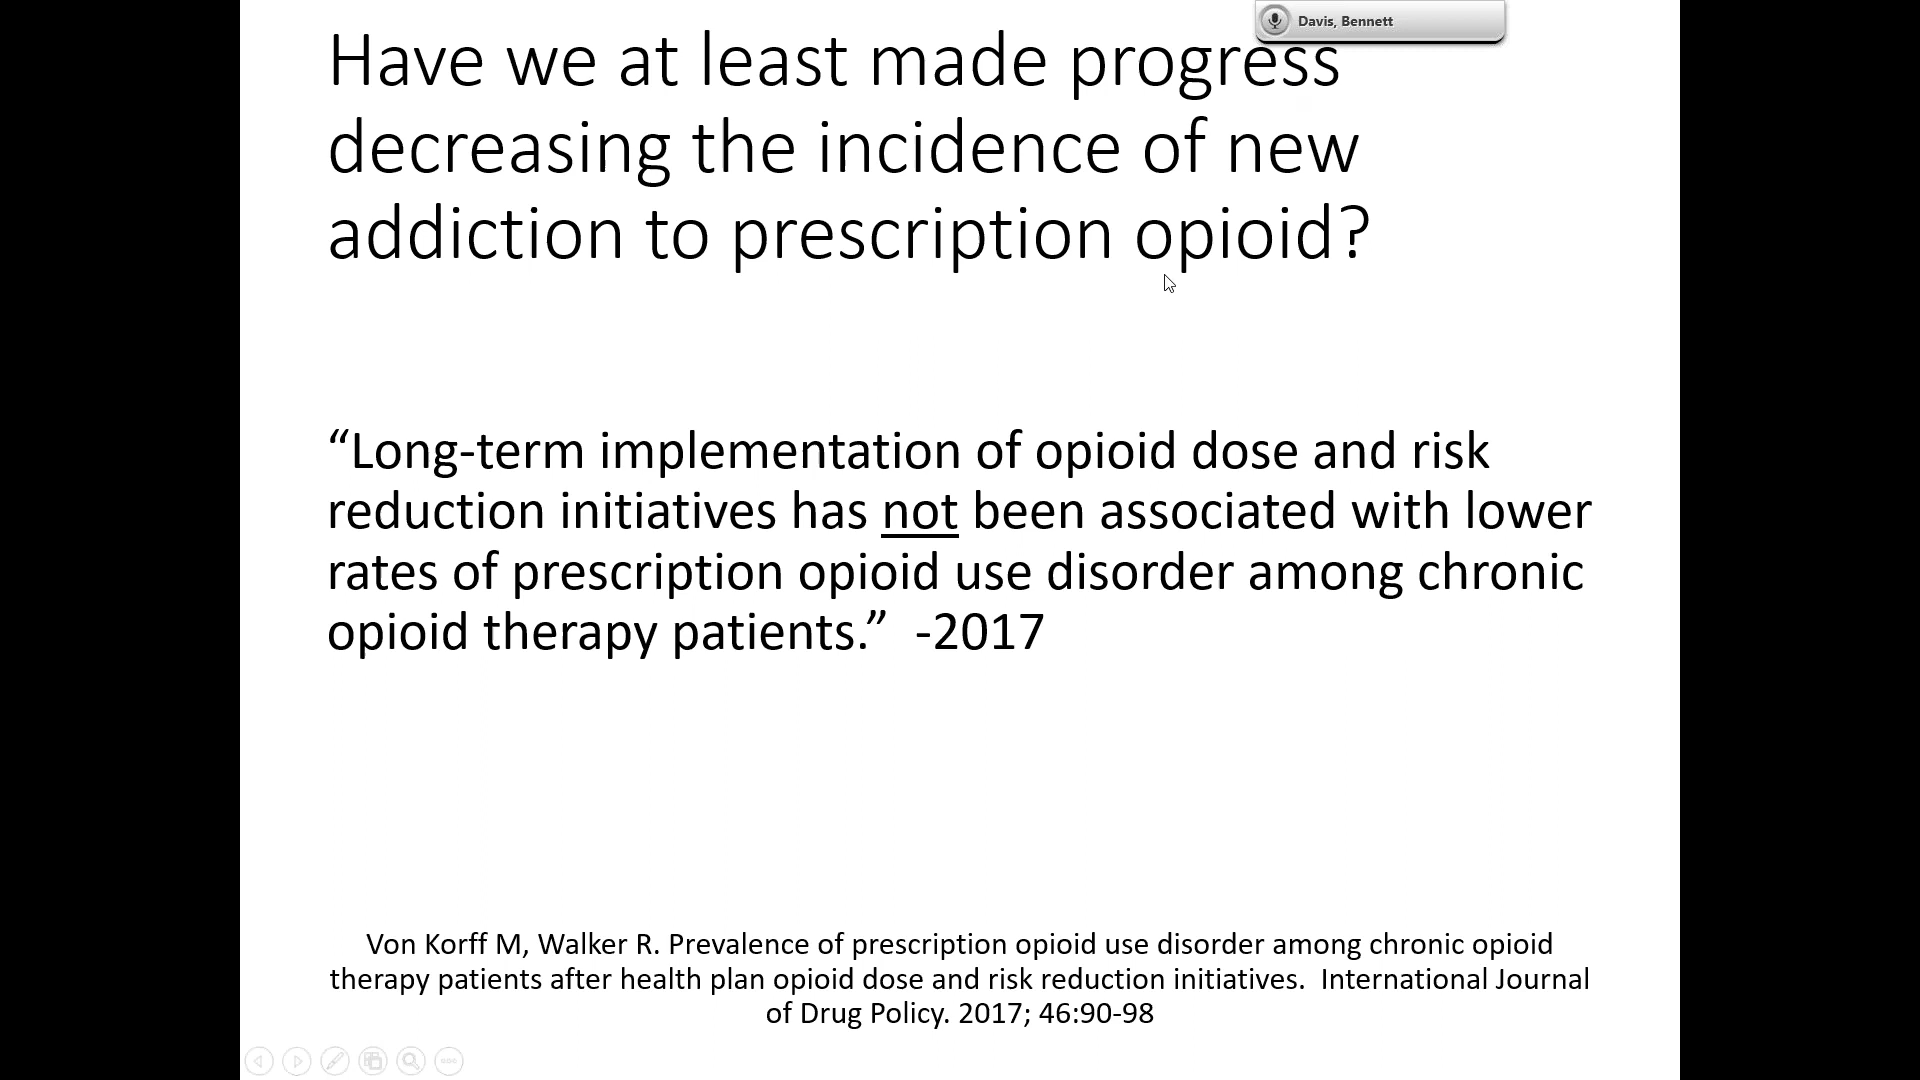 Davis, Bennett
Have we at least made progress
decreasing the incidence of new
addiction to prescription opioid?
“Long-term implementation of opioid dose and risk
reduction initiatives has not been associated with lower
rates of prescription opioid use disorder among chronic
opioid therapy patients.”  -2017
Von Korff M, Walker R. Prevalence of prescription opioid use disorder among chronic opioid
therapy patients after health plan opioid dose and risk reduction initiatives.  International Journal
of Drug Policy. 2017; 46:90-98